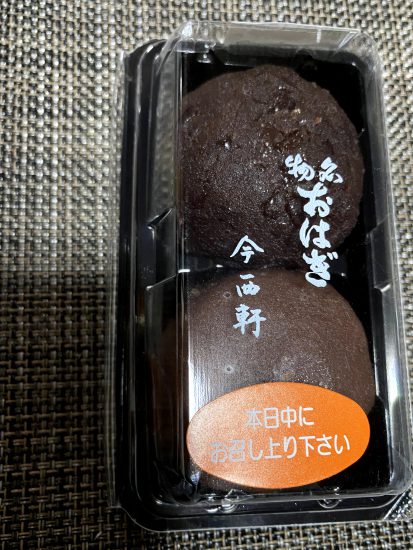 名物
おはぎ
今西軒
本日中に
お召し上り下さい